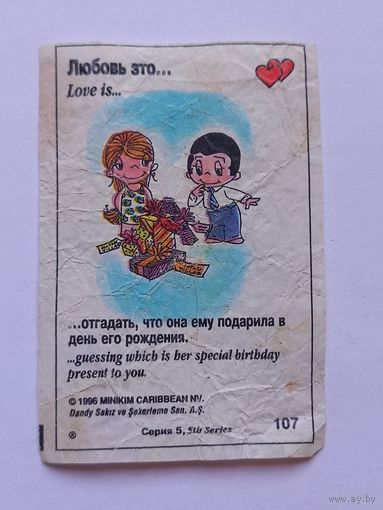 Любовь это...
Love is...
...отгадать, что она ему подарила в
день его рождения.
...guessing which is her special birthday
present to you.
© 1996 MINIKIM CARIBBEAN NV.
Dandy Sakız ve Şekerleme San. A.Ş.
® Серия 5, 5th Series 107
www.ay.by